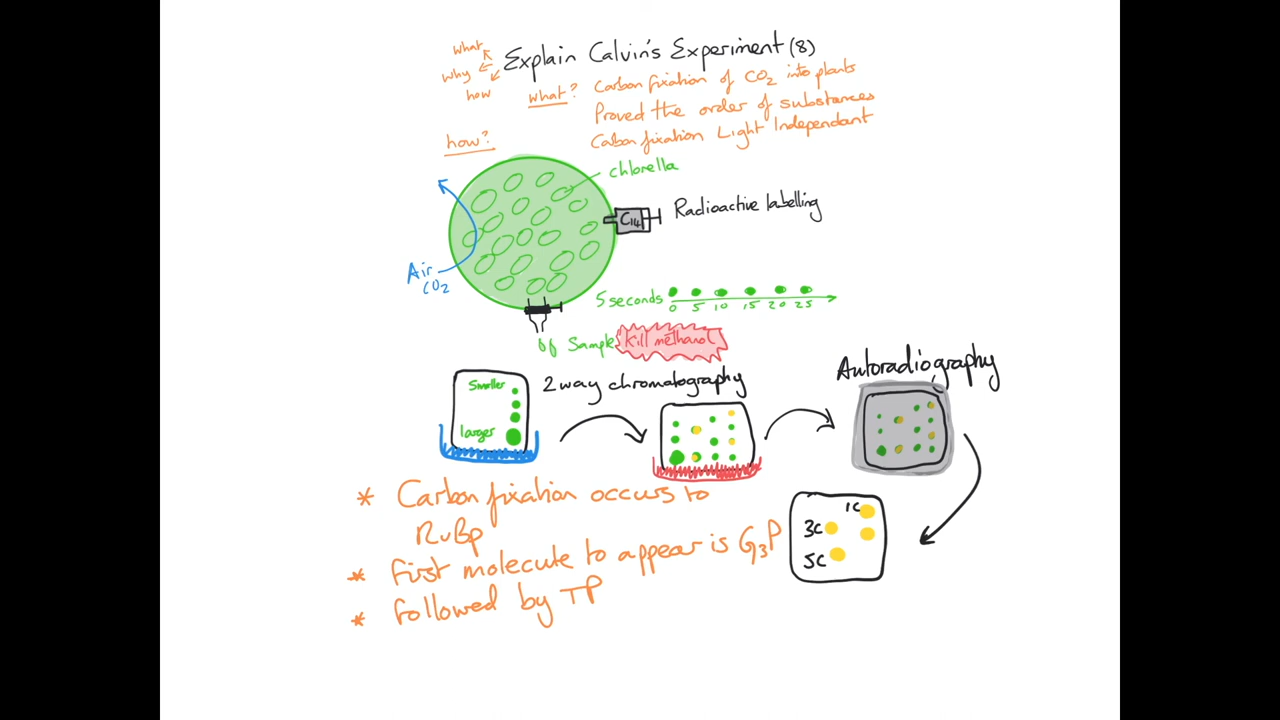 Explain Calvin's Experiment (8)
what
why
how
what? Carbon fixation of CO2 into plants
Proved the order of substances
Carbon fixation Light Independant
how?
chlorella
C14
Radioactive labelling
Air
CO2
5 seconds
0 5 10 15 20 25
Sample Kill methanol
2 way chromatography
Autoradiography
Smaller
larger
* Carbon fixation occurs to
RuBp
* first molecule to appear is G3P
* followed by TP
1C
3C
5C